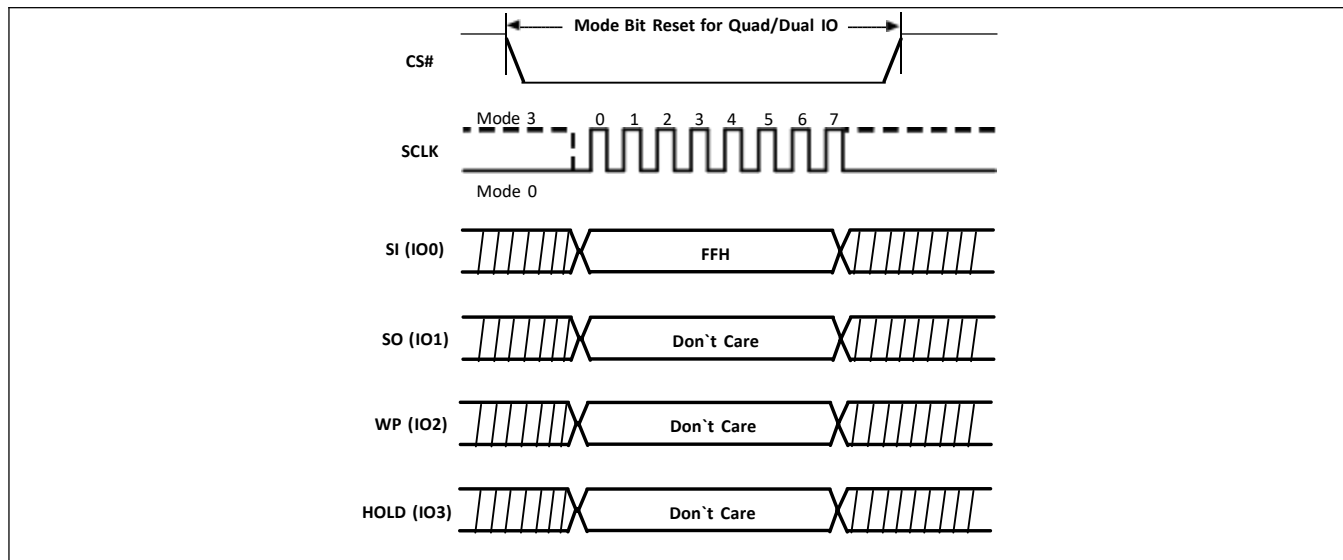 Mode Bit Reset for Quad/Dual IO
CS#
Mode 3
0 1 2 3 4 5 6 7
SCLK
Mode 0
SI (IO0)
FFH
SO (IO1)
Don`t Care
WP (IO2)
Don`t Care
HOLD (IO3)
Don`t Care